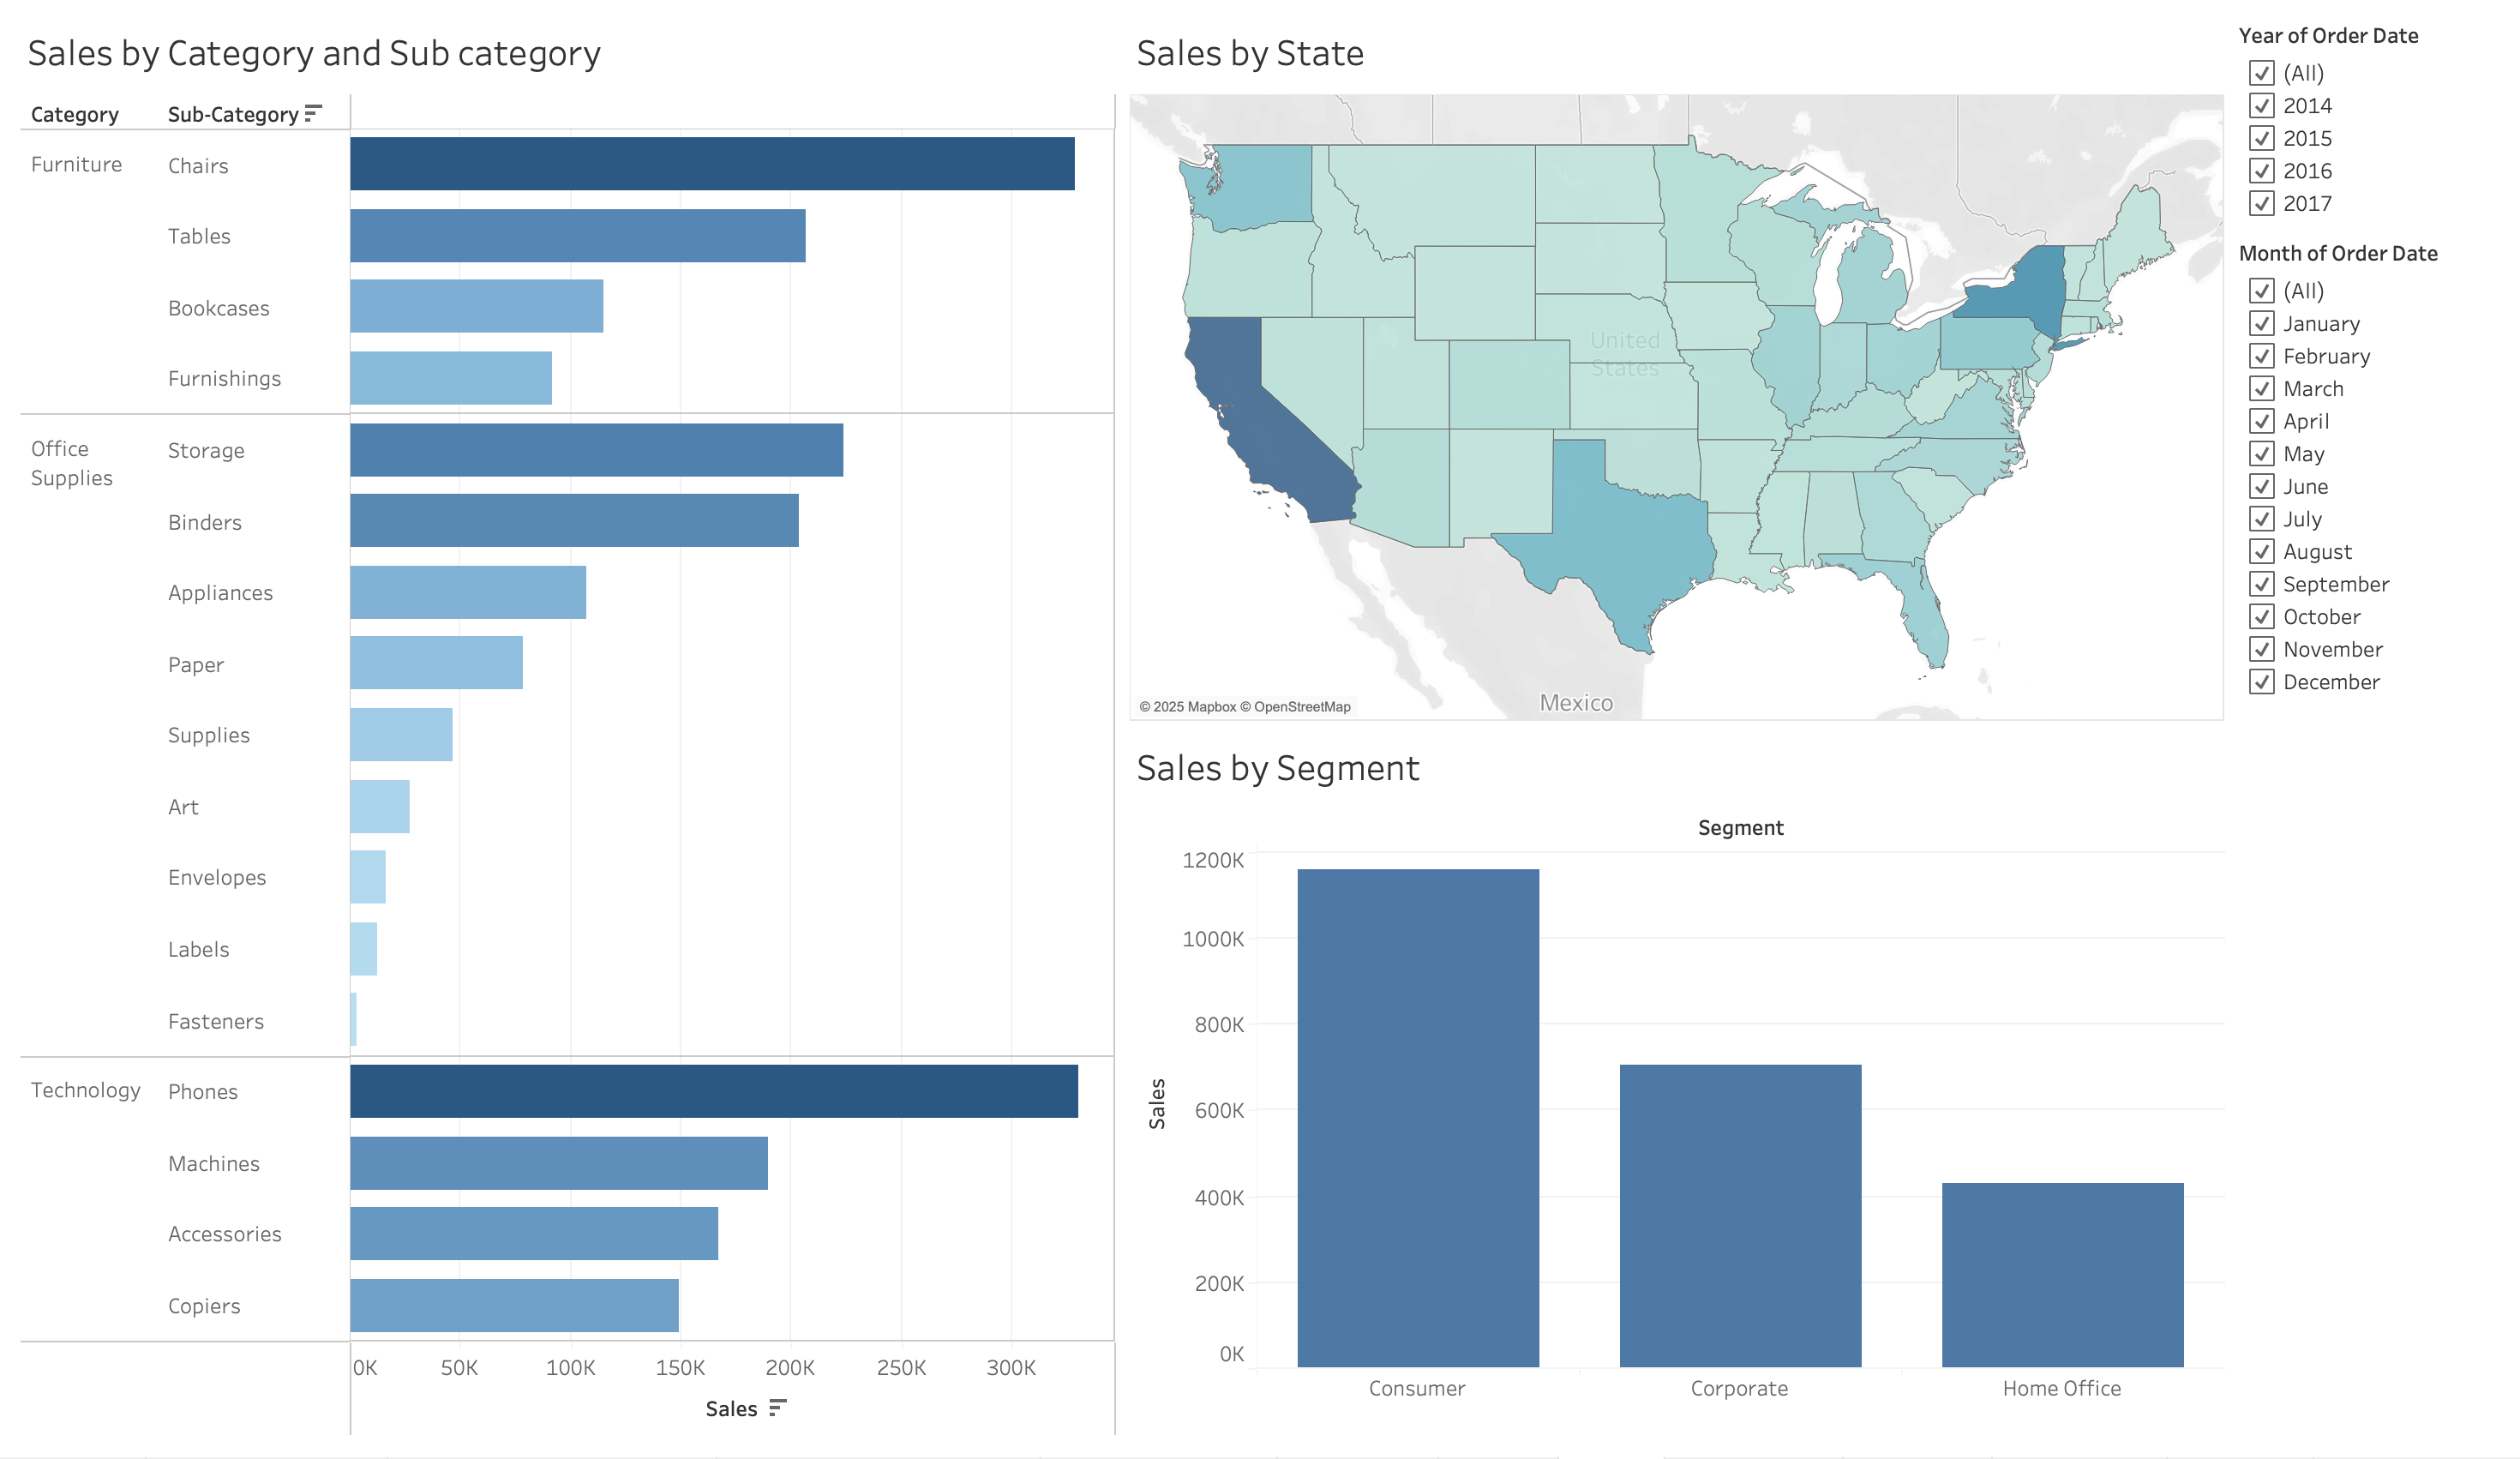 Sales by Category and Sub category
Category
Sub-Category
Furniture
Chairs
Tables
Bookcases
Furnishings
Office
Supplies
Storage
Binders
Appliances
Paper
Supplies
Art
Envelopes
Labels
Fasteners
Technology
Phones
Machines
Accessories
Copiers
0K 50K 100K 150K 200K 250K 300K
Sales
Sales by State
United
States
Mexico
© 2025 Mapbox © OpenStreetMap
Sales by Segment
Segment
1200K
1000K
800K
600K
400K
200K
0K
Sales
Consumer Corporate Home Office
Year of Order Date
(All)
2014
2015
2016
2017
Month of Order Date
(All)
January
February
March
April
May
June
July
August
September
October
November
December